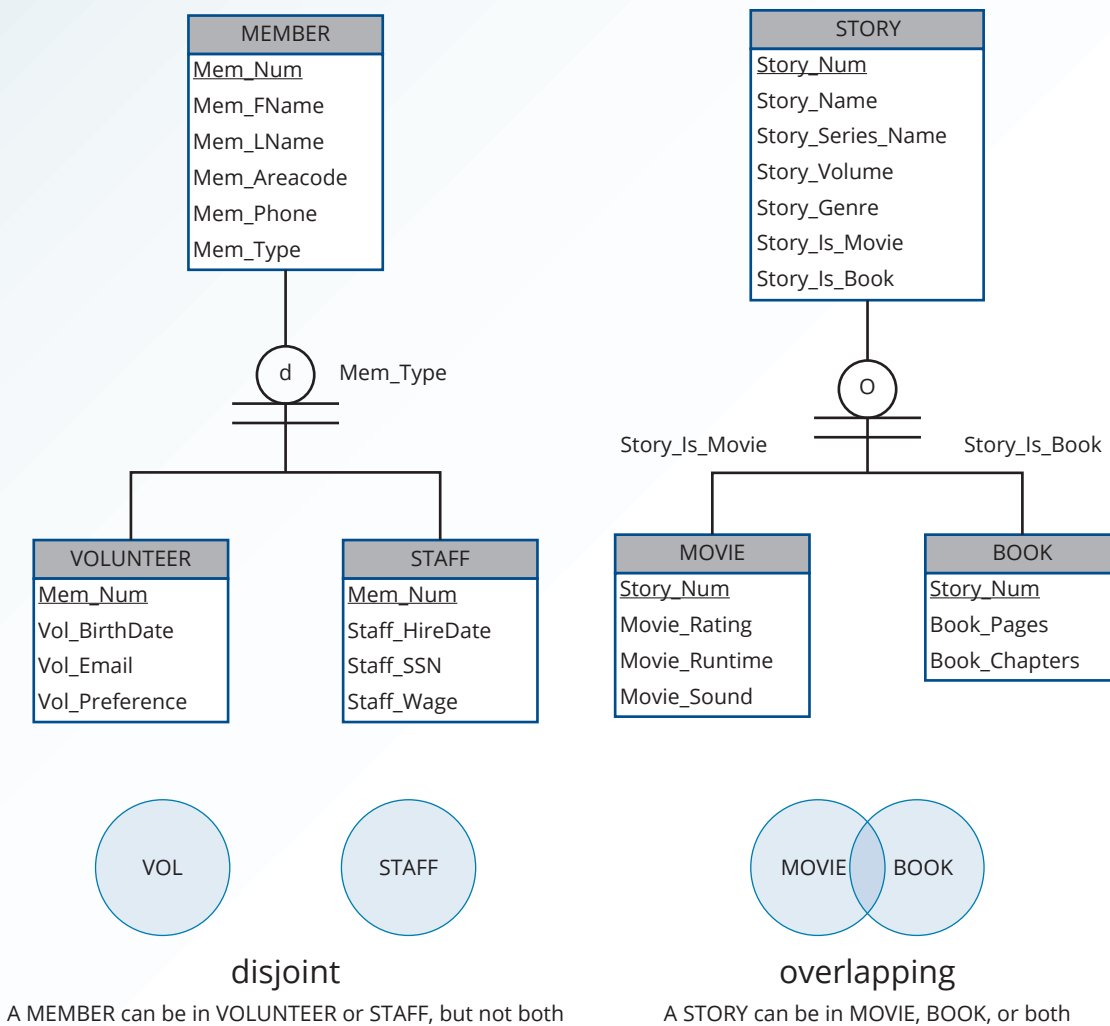 MEMBER
Mem_Num
Mem_FName
Mem_LName
Mem_Areacode
Mem_Phone
Mem_Type
d
Mem_Type
VOLUNTEER
Mem_Num
Vol_BirthDate
Vol_Email
Vol_Preference
STAFF
Mem_Num
Staff_HireDate
Staff_SSN
Staff_Wage
VOL
STAFF
disjoint
A MEMBER can be in VOLUNTEER or STAFF, but not both
STORY
Story_Num
Story_Name
Story_Series_Name
Story_Volume
Story_Genre
Story_Is_Movie
Story_Is_Book
O
Story_Is_Movie
Story_Is_Book
MOVIE
Story_Num
Movie_Rating
Movie_Runtime
Movie_Sound
BOOK
Story_Num
Book_Pages
Book_Chapters
MOVIE
BOOK
overlapping
A STORY can be in MOVIE, BOOK, or both